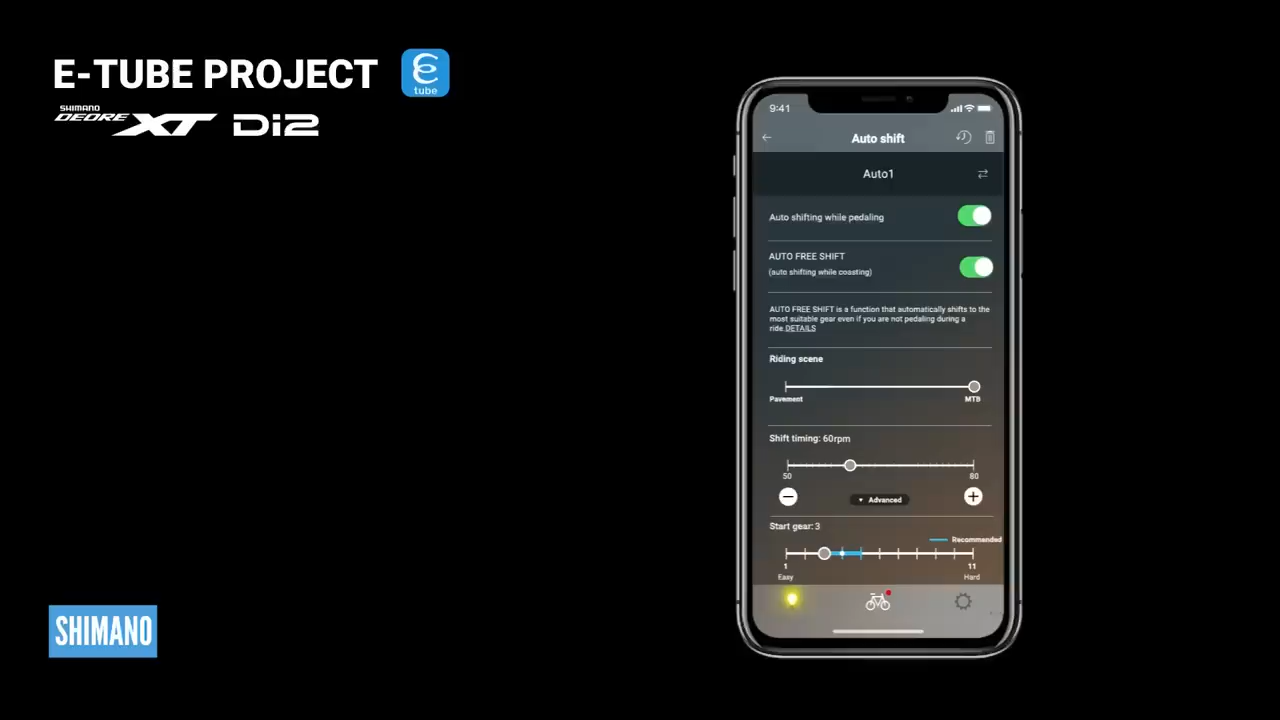 E-TUBE PROJECT
tube
SHIMANO
DEORE XT Di2
9:41
Auto shift
Auto1
Auto shifting while pedaling
AUTO FREE SHIFT
(auto shifting while coasting)
AUTO FREE SHIFT is a function that automatically shifts to the
most suitable gear even if you are not pedaling during a
ride.DETAILS
Riding scene
Pavement MTB
Shift timing: 60rpm
50 80
Advanced
Start gear: 3
Recommended
1 11
Easy Hard
SHIMANO